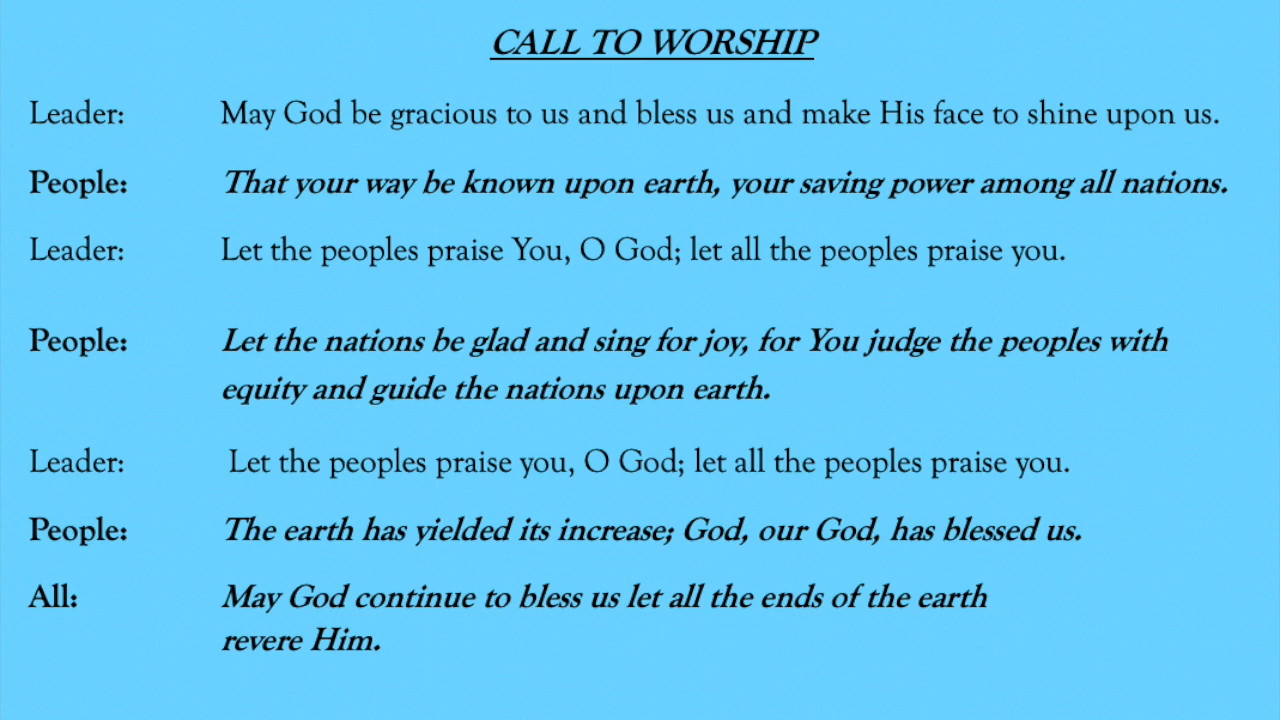 CALL TO WORSHIP
Leader: May God be gracious to us and bless us and make His face to shine upon us.
People: That your way be known upon earth, your saving power among all nations.
Leader: Let the peoples praise You, O God; let all the peoples praise you.
People: Let the nations be glad and sing for joy, for You judge the peoples with
equity and guide the nations upon earth.
Leader: Let the peoples praise you, O God; let all the peoples praise you.
People: The earth has yielded its increase; God, our God, has blessed us.
All: May God continue to bless us let all the ends of the earth
revere Him.